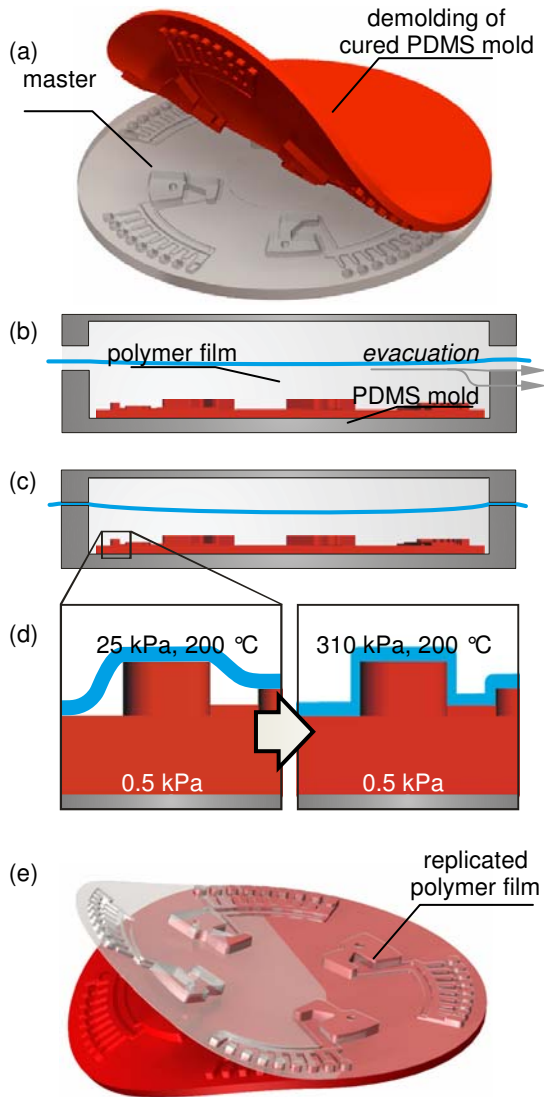 (a)
demolding of
cured PDMS mold
master
(b)
polymer film
evacuation
PDMS mold
(c)
(d)
25 kPa, 200 °C
310 kPa, 200 °C
0.5 kPa
0.5 kPa
(e)
replicated
polymer film